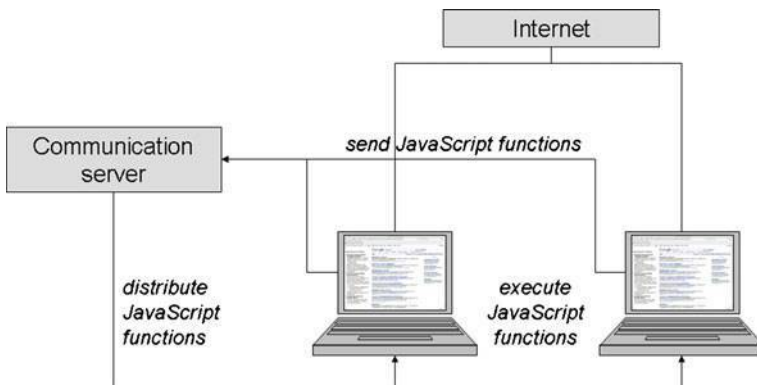 Internet
send JavaScript functions
Communication
server
distribute
JavaScript
functions
execute
JavaScript
functions